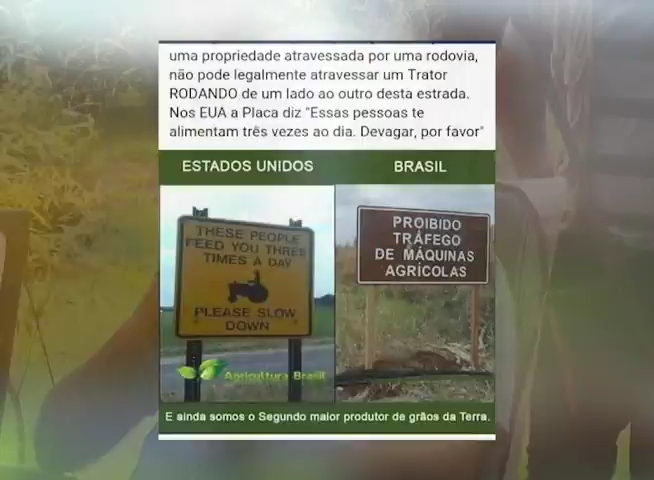 uma propriedade atravessada por uma rodovia,
não pode legalmente atravessar um Trator
RODANDO de um lado ao outro desta estrada.
Nos EUA a Placa diz "Essas pessoas te
alimentam três vezes ao dia. Devagar, por favor"
ESTADOS UNIDOS
BRASIL
THESE PEOPLE
FEED YOU THREE
TIMES A DAY
PLEASE SLOW
DOWN
PROIBIDO
TRÁFEGO
DE MÁQUINAS
AGRÍCOLAS
Agricultura Brasil
E ainda somos o Segundo maior produtor de grãos da Terra.